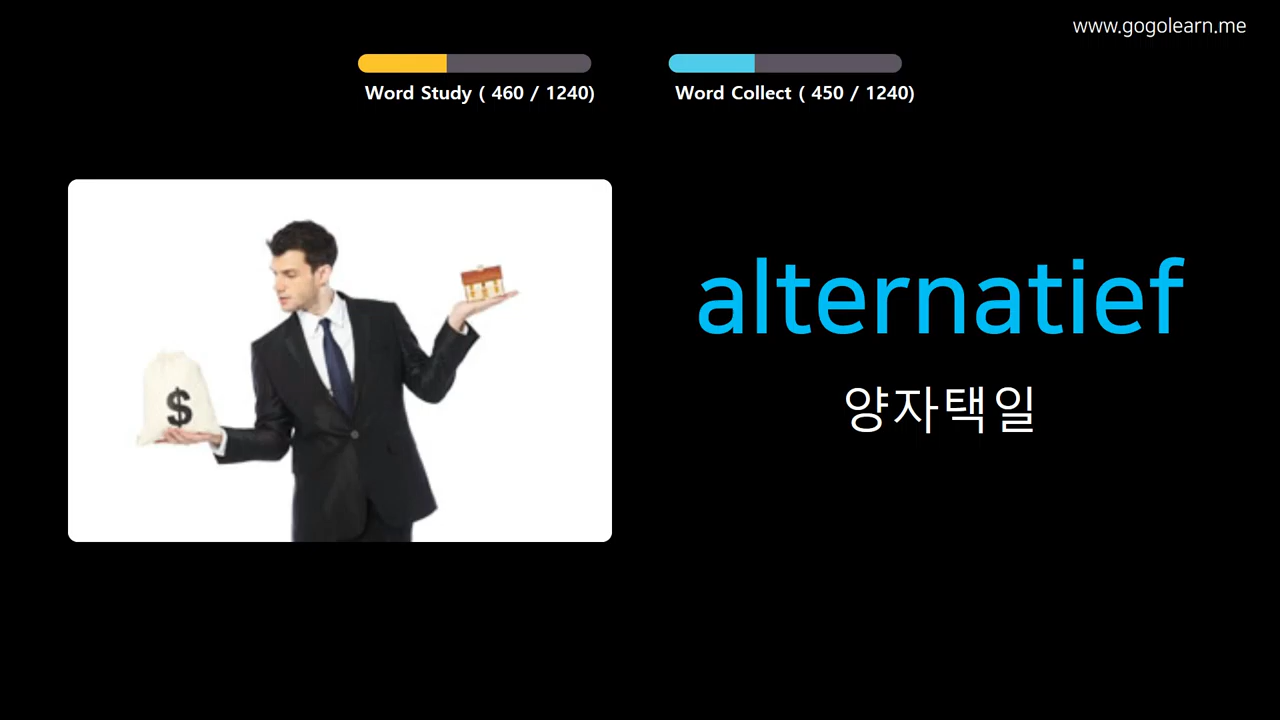 www.gogolearn.me
Word Study ( 460 / 1240)
Word Collect ( 450 / 1240)
$
alternatief
양자택일